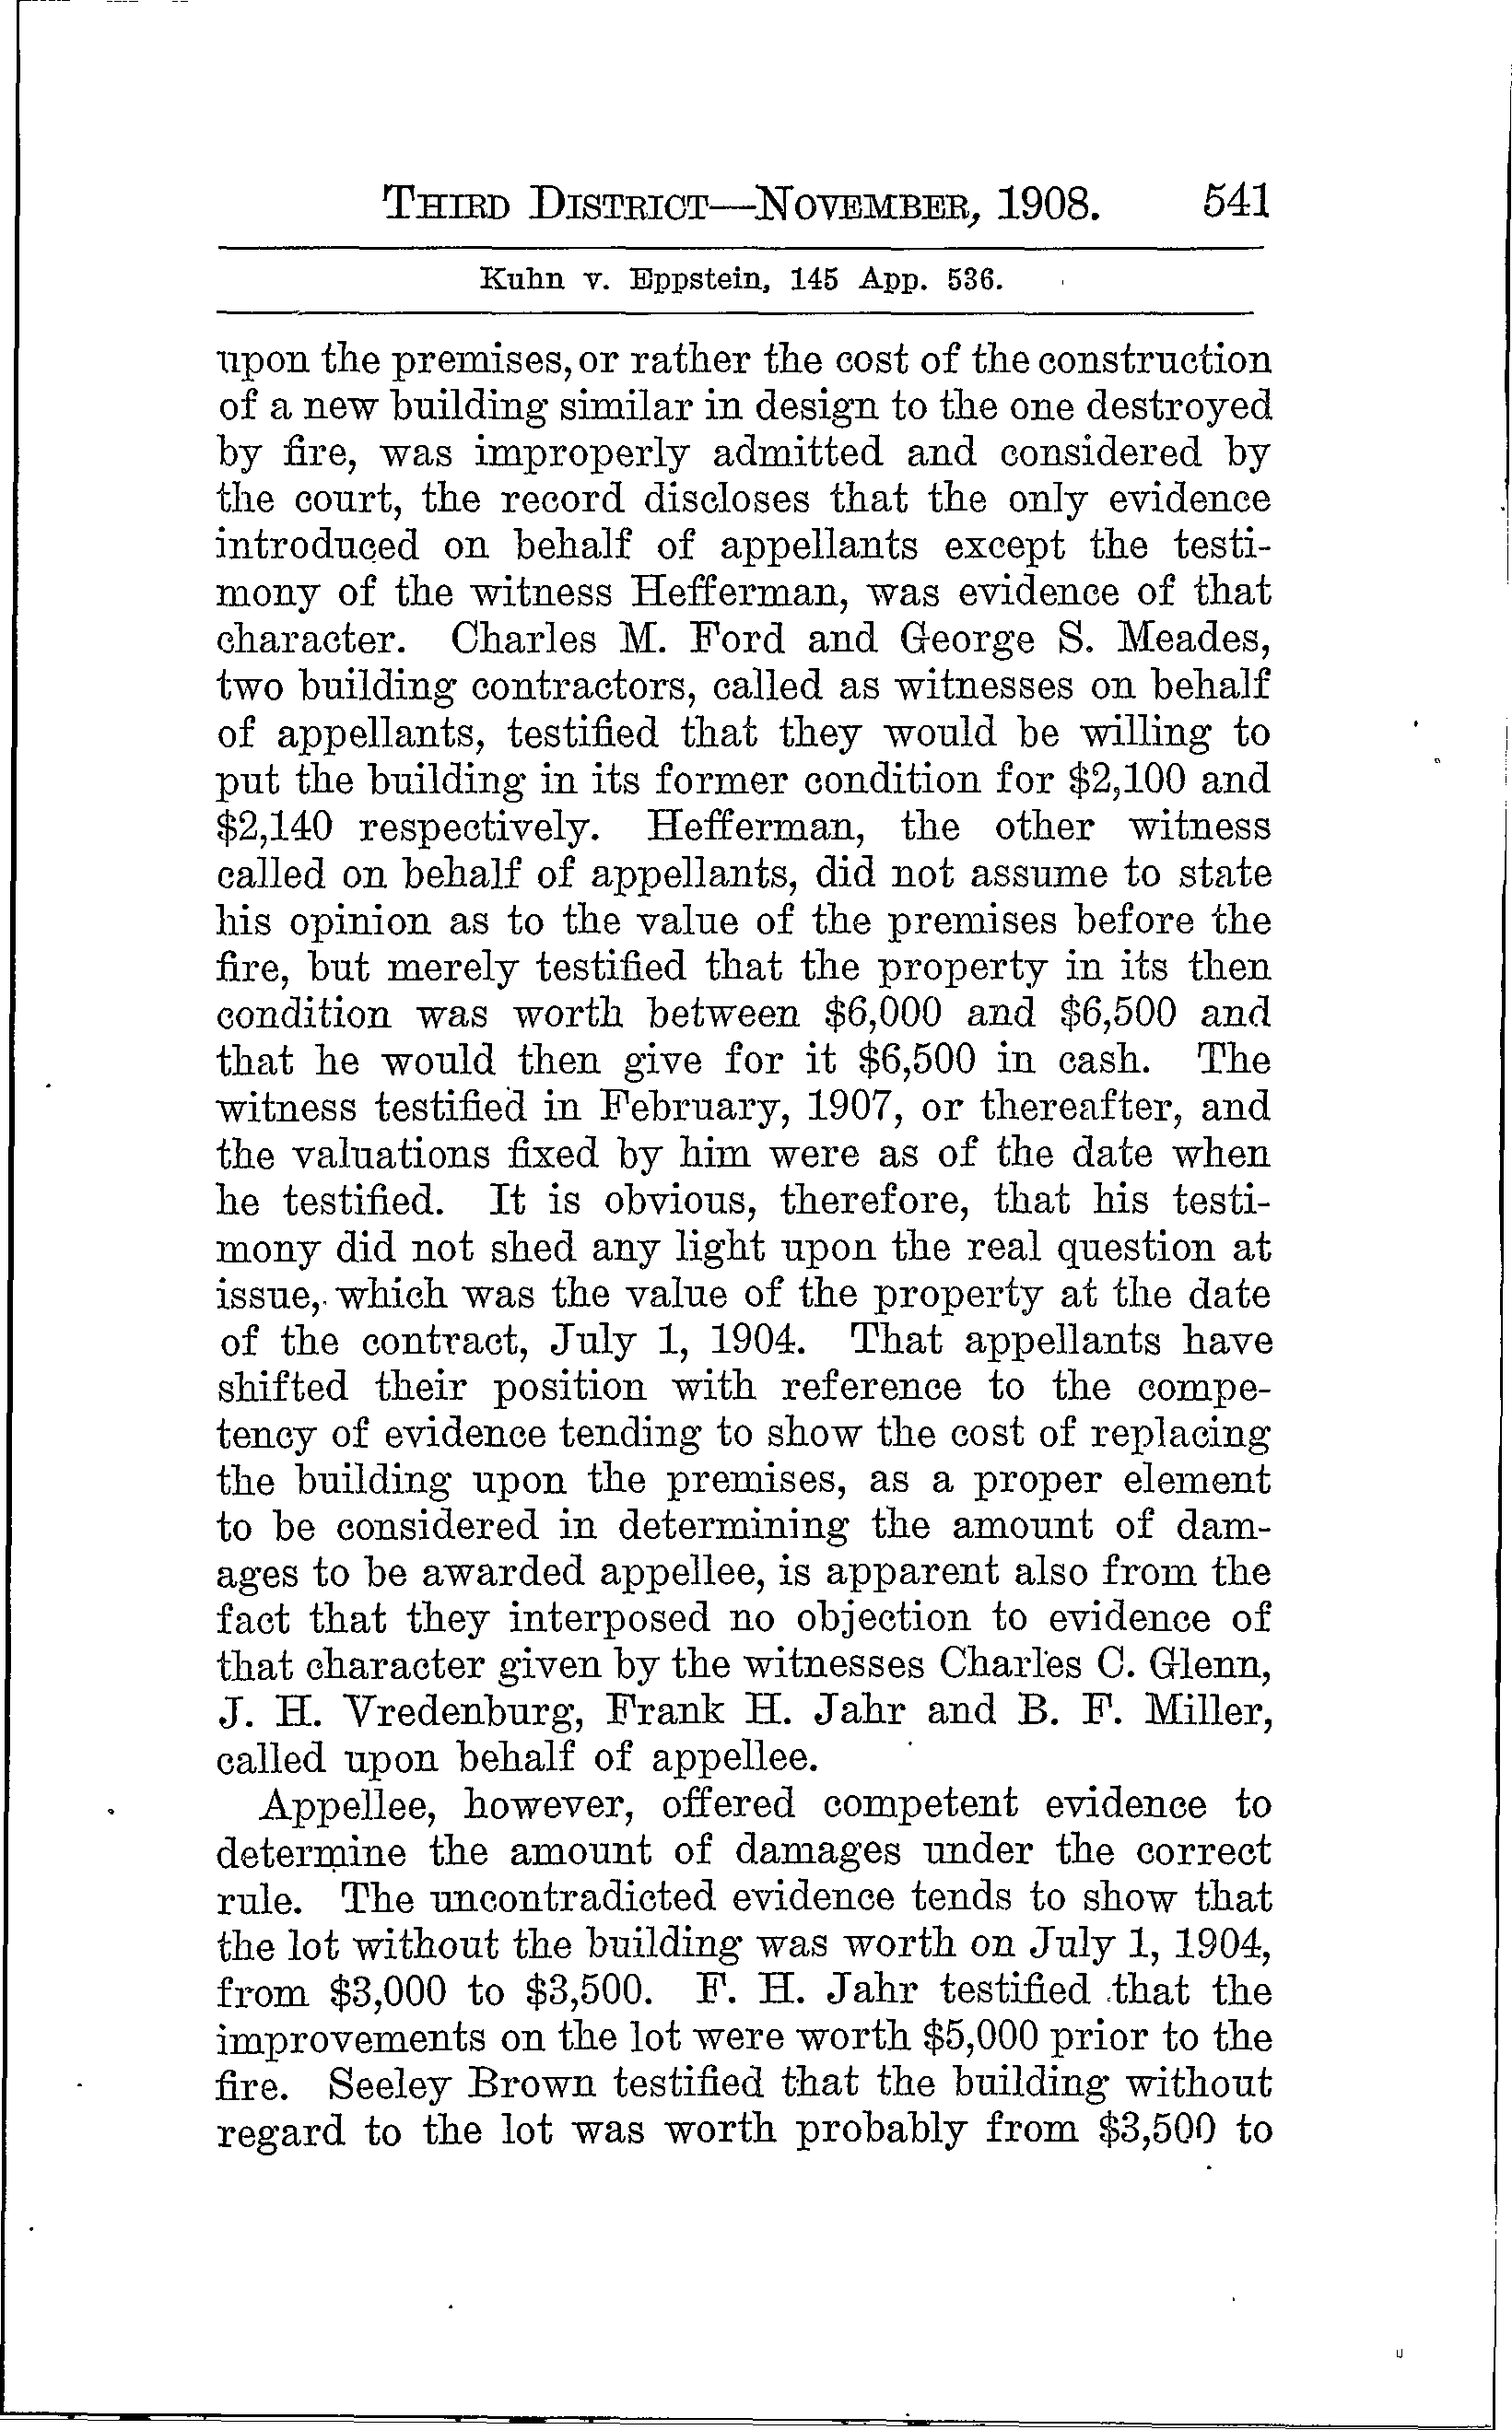 THIRD DISTRICT—NOVEMBER, 1908. 541
Kuhn v. Eppstein, 145 App. 536.
upon the premises, or rather the cost of the construction
of a new building similar in design to the one destroyed
by fire, was improperly admitted and considered by
the court, the record discloses that the only evidence
introduced on behalf of appellants except the testi-
mony of the witness Hefferman, was evidence of that
character. Charles M. Ford and George S. Meades,
two building contractors, called as witnesses on behalf
of appellants, testified that they would be willing to
put the building in its former condition for $2,100 and
$2,140 respectively. Hefferman, the other witness
called on behalf of appellants, did not assume to state
his opinion as to the value of the premises before the
fire, but merely testified that the property in its then
condition was worth between $6,000 and $6,500 and
that he would then give for it $6,500 in cash. The
witness testified in February, 1907, or thereafter, and
the valuations fixed by him were as of the date when
he testified. It is obvious, therefore, that his testi-
mony did not shed any light upon the real question at
issue, which was the value of the property at the date
of the contract, July 1, 1904. That appellants have
shifted their position with reference to the compe-
tency of evidence tending to show the cost of replacing
the building upon the premises, as a proper element
to be considered in determining the amount of dam-
ages to be awarded appellee, is apparent also from the
fact that they interposed no objection to evidence of
that character given by the witnesses Charles C. Glenn,
J. H. Vredenburg, Frank H. Jahr and B. F. Miller,
called upon behalf of appellee.
Appellee, however, offered competent evidence to
determine the amount of damages under the correct
rule. The uncontradicted evidence tends to show that
the lot without the building was worth on July 1, 1904,
from $3,000 to $3,500. F. H. Jahr testified that the
improvements on the lot were worth $5,000 prior to the
fire. Seeley Brown testified that the building without
regard to the lot was worth probably from $3,500 to